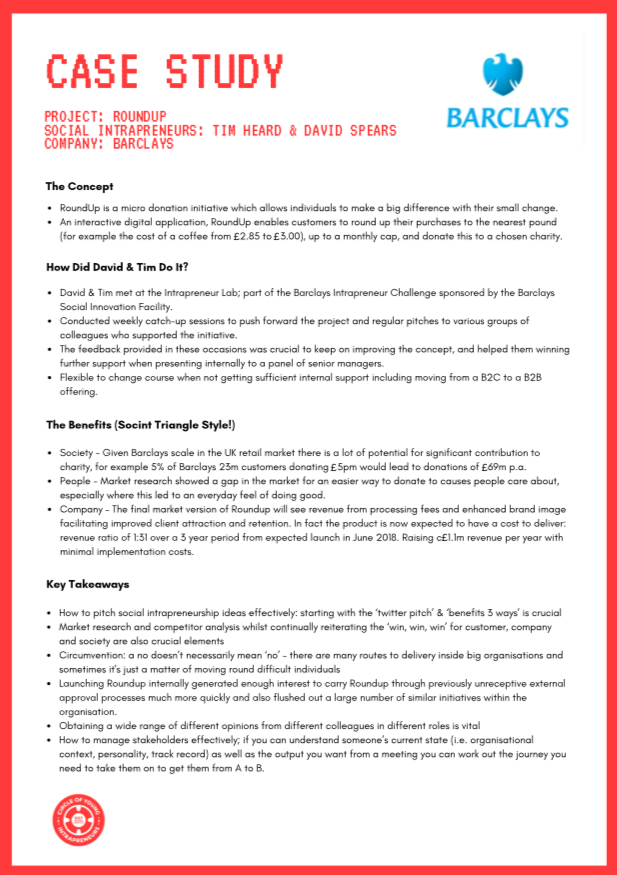 CASE STUDY
BARCLAYS
PROJECT: ROUNDUP
SOCIAL INTRAPRENEURS: TIM HEARD & DAVID SPEARS
COMPANY: BARCLAYS
The Concept
• RoundUp is a micro donation initiative which allows individuals to make a big difference with their small change.
• An interactive digital application, RoundUp enables customers to round up their purchases to the nearest pound
(for example the cost of a coffee from £2.85 to £3.00), up to a monthly cap, and donate this to a chosen charity.
How Did David & Tim Do It?
• David & Tim met at the Intrapreneur Lab; part of the Barclays Intrapreneur Challenge sponsored by the Barclays
Social Innovation Facility.
• Conducted weekly catch-up sessions to push forward the project and regular pitches to various groups of
colleagues who supported the initiative.
• The feedback provided in these occasions was crucial to keep on improving the concept, and helped them winning
further support when presenting internally to a panel of senior managers.
• Flexible to change course when not getting sufficient internal support including moving from a B2C to a B2B
offering.
The Benefits (Socint Triangle Style!)
• Society - Given Barclays scale in the UK retail market there is a lot of potential for significant contribution to
charity, for example 5% of Barclays 23m customers donating £5pm would lead to donations of £69m p.a.
• People - Market research showed a gap in the market for an easier way to donate to causes people care about,
especially where this led to an everyday feel of doing good.
• Company - The final market version of Roundup will see revenue from processing fees and enhanced brand image
facilitating improved client attraction and retention. In fact the product is now expected to have a cost to deliver:
revenue ratio of 1:31 over a 3 year period from expected launch in June 2018. Raising c£1.1m revenue per year with
minimal implementation costs.
Key Takeaways
• How to pitch social intrapreneurship ideas effectively: starting with the 'twitter pitch' & 'benefits 3 ways' is crucial
• Market research and competitor analysis whilst continually reiterating the 'win, win, win' for customer, company
and society are also crucial elements
• Circumvention: a no doesn't necessarily mean 'no' - there are many routes to delivery inside big organisations and
sometimes it's just a matter of moving round difficult individuals
• Launching Roundup internally generated enough interest to carry Roundup through previously unreceptive external
approval processes much more quickly and also flushed out a large number of similar initiatives within the
organisation.
• Obtaining a wide range of different opinions from different colleagues in different roles is vital
• How to manage stakeholders effectively; if you can understand someone's current state (i.e. organisational
context, personality, track record) as well as the output you want from a meeting you can work out the journey you
need to take them on to get them from A to B.
CIRCLE OF YOUNG
INTRAPRENEURS